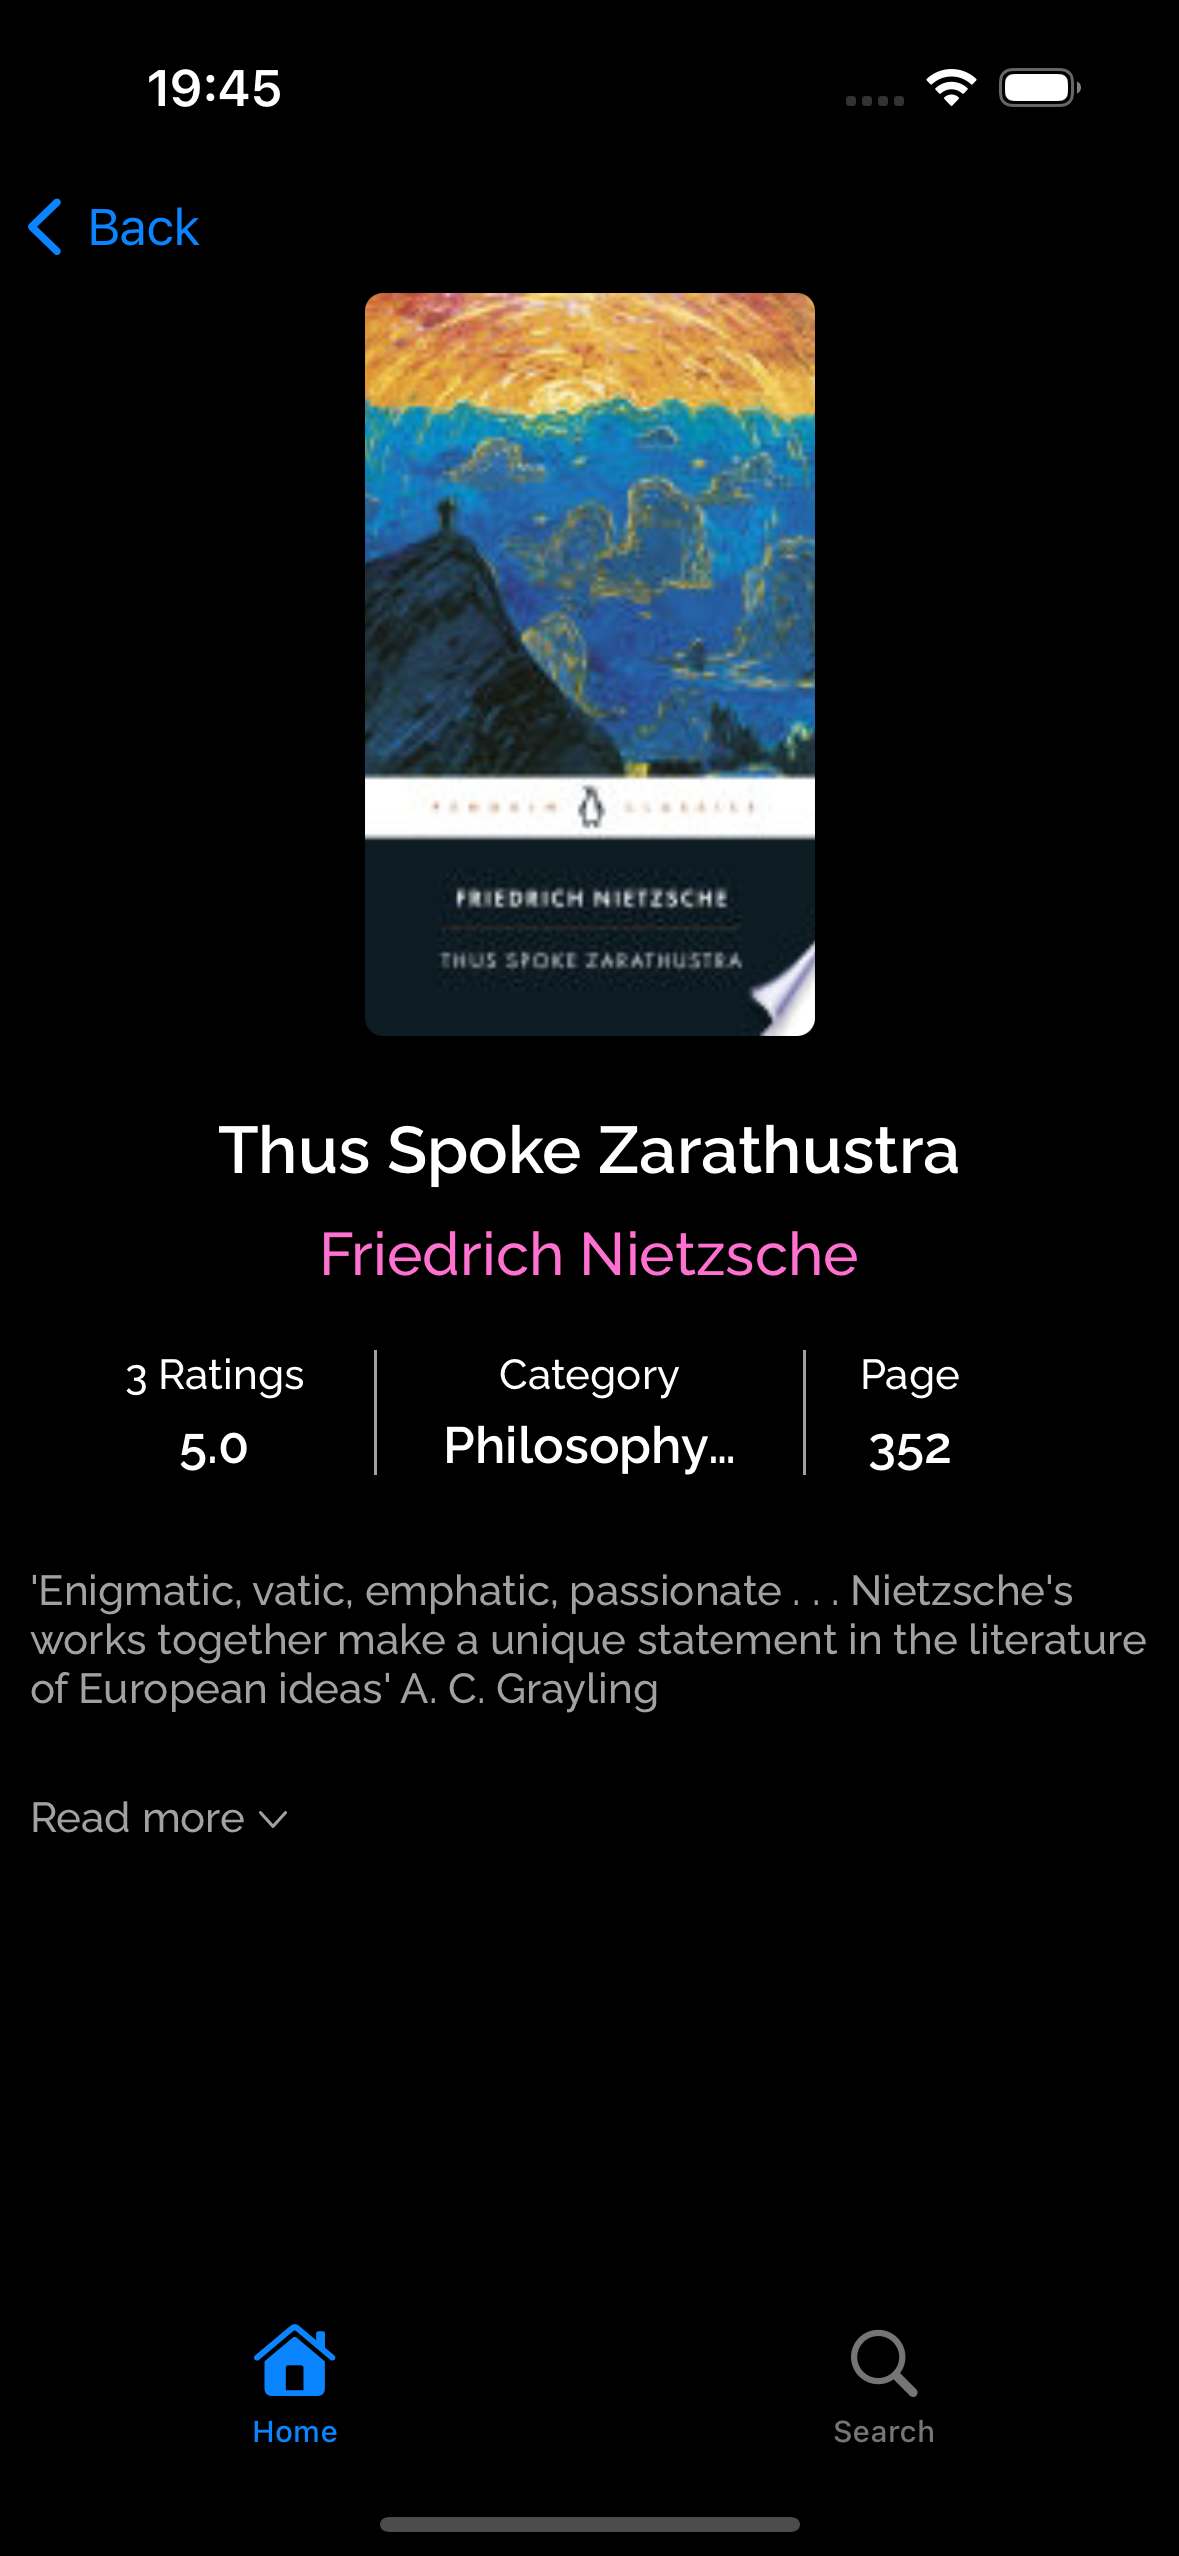 19:45
Back
PENGUIN CLASSICS
FRIEDRICH NIETZSCHE
THUS SPOKE ZARATHUSTRA
Thus Spoke Zarathustra
Friedrich Nietzsche
3 Ratings
5.0
Category
Philosophy...
Page
352
'Enigmatic, vatic, emphatic, passionate . . . Nietzsche's
works together make a unique statement in the literature
of European ideas' A. C. Grayling
Read more
Home
Search